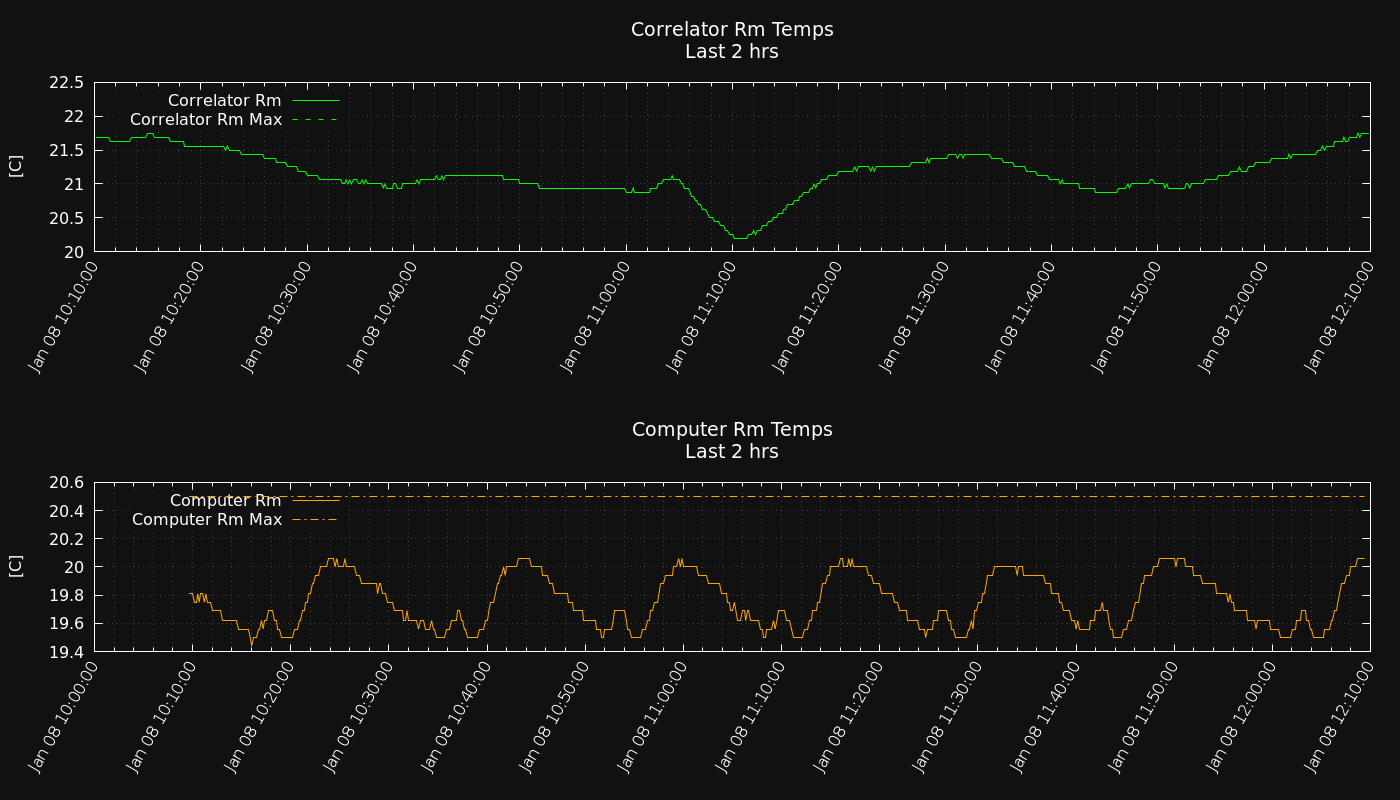 Correlator Rm Temps
Last 2 hrs
22.5
22
21.5
21
20.5
20
[C]
Correlator Rm
Correlator Rm Max
Jan 08 10:10:00
Jan 08 10:20:00
Jan 08 10:30:00
Jan 08 10:40:00
Jan 08 10:50:00
Jan 08 11:00:00
Jan 08 11:10:00
Jan 08 11:20:00
Jan 08 11:30:00
Jan 08 11:40:00
Jan 08 11:50:00
Jan 08 12:00:00
Jan 08 12:10:00
Computer Rm Temps
Last 2 hrs
20.6
20.4
20.2
20
19.8
19.6
19.4
[C]
Computer Rm
Computer Rm Max
Jan 08 10:00:00
Jan 08 10:10:00
Jan 08 10:20:00
Jan 08 10:30:00
Jan 08 10:40:00
Jan 08 10:50:00
Jan 08 11:00:00
Jan 08 11:10:00
Jan 08 11:20:00
Jan 08 11:30:00
Jan 08 11:40:00
Jan 08 11:50:00
Jan 08 12:00:00
Jan 08 12:10:00